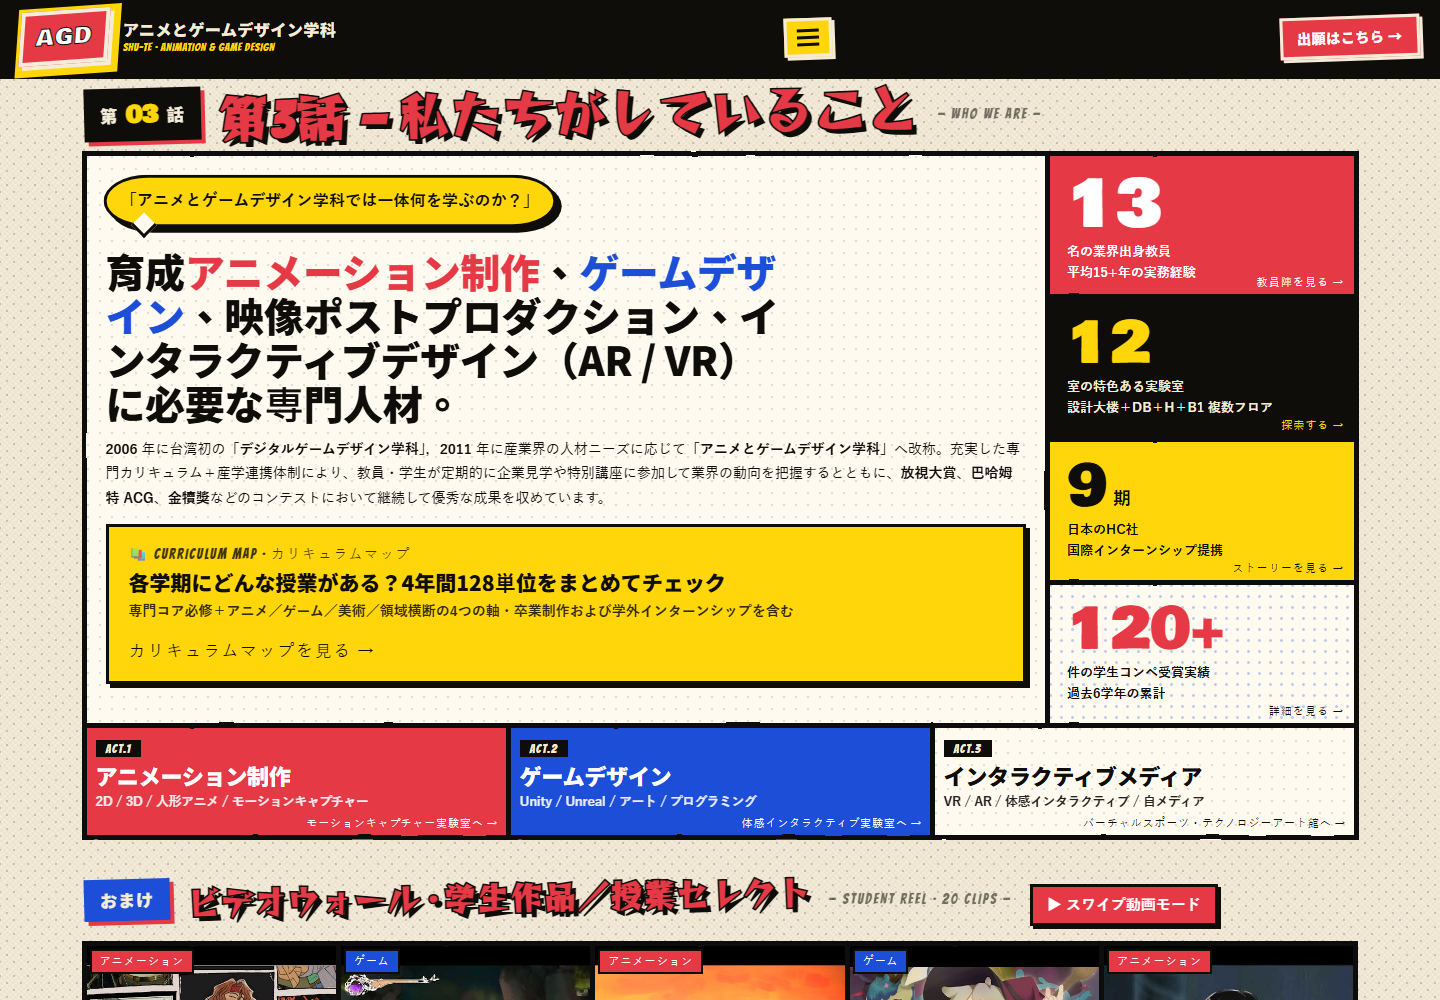 AGD
アニメとゲームデザイン学科
SHU-TE · ANIMATION & GAME DESIGN
出願はこちら →
第 03 話
第3話 – 私たちがしていること
– WHO WE ARE –
「アニメとゲームデザイン学科では一体何を学ぶのか？」
育成アニメーション制作、ゲームデザ
イン、映像ポストプロダクション、イ
ンタラクティブデザイン（AR / VR）
に必要な専門人材。
2006 年に台湾初の「デジタルゲームデザイン学科」，2011 年に産業界の人材ニーズに応じて「アニメとゲームデザイン学科」へ改称。充実した専
門カリキュラム＋産学連携体制により、教員・学生が定期的に企業見学や特別講座に参加して業界の動向を把握するとともに、放視大賞、巴哈姆
特 ACG、金犢獎などのコンテストにおいて継続して優秀な成果を収めています。
CURRICULUM MAP · カリキュラムマップ
各学期にどんな授業がある？4年間128単位をまとめてチェック
専門コア必修＋アニメ／ゲーム／美術／領域横断の4つの軸・卒業制作および学外インターンシップを含む
カリキュラムマップを見る →
13
名の業界出身教員
平均15+年の実務経験
教員陣を見る →
12
室の特色ある実験室
設計大楼＋DB＋H＋B1 複数フロア
探索する →
9 期
日本のHC社
国際インターンシップ提携
ストーリーを見る →
120+
件の学生コンペ受賞実績
過去6学年の累計
詳細を見る →
ACT.1
アニメーション制作
2D / 3D / 人形アニメ / モーションキャプチャー
モーションキャプチャー実験室へ →
ACT.2
ゲームデザイン
Unity / Unreal / アート / プログラミング
体感インタラクティブ実験室へ →
ACT.3
インタラクティブメディア
VR / AR / 体感インタラクティブ / 自メディア
バーチャルスポーツ・テクノロジーアート館へ →
おまけ
ビデオウォール・学生作品／授業セレクト
– STUDENT REEL · 20 CLIPS –
▶ スワイプ動画モード
アニメーション
ゲーム
アニメーション
ゲーム
アニメーション